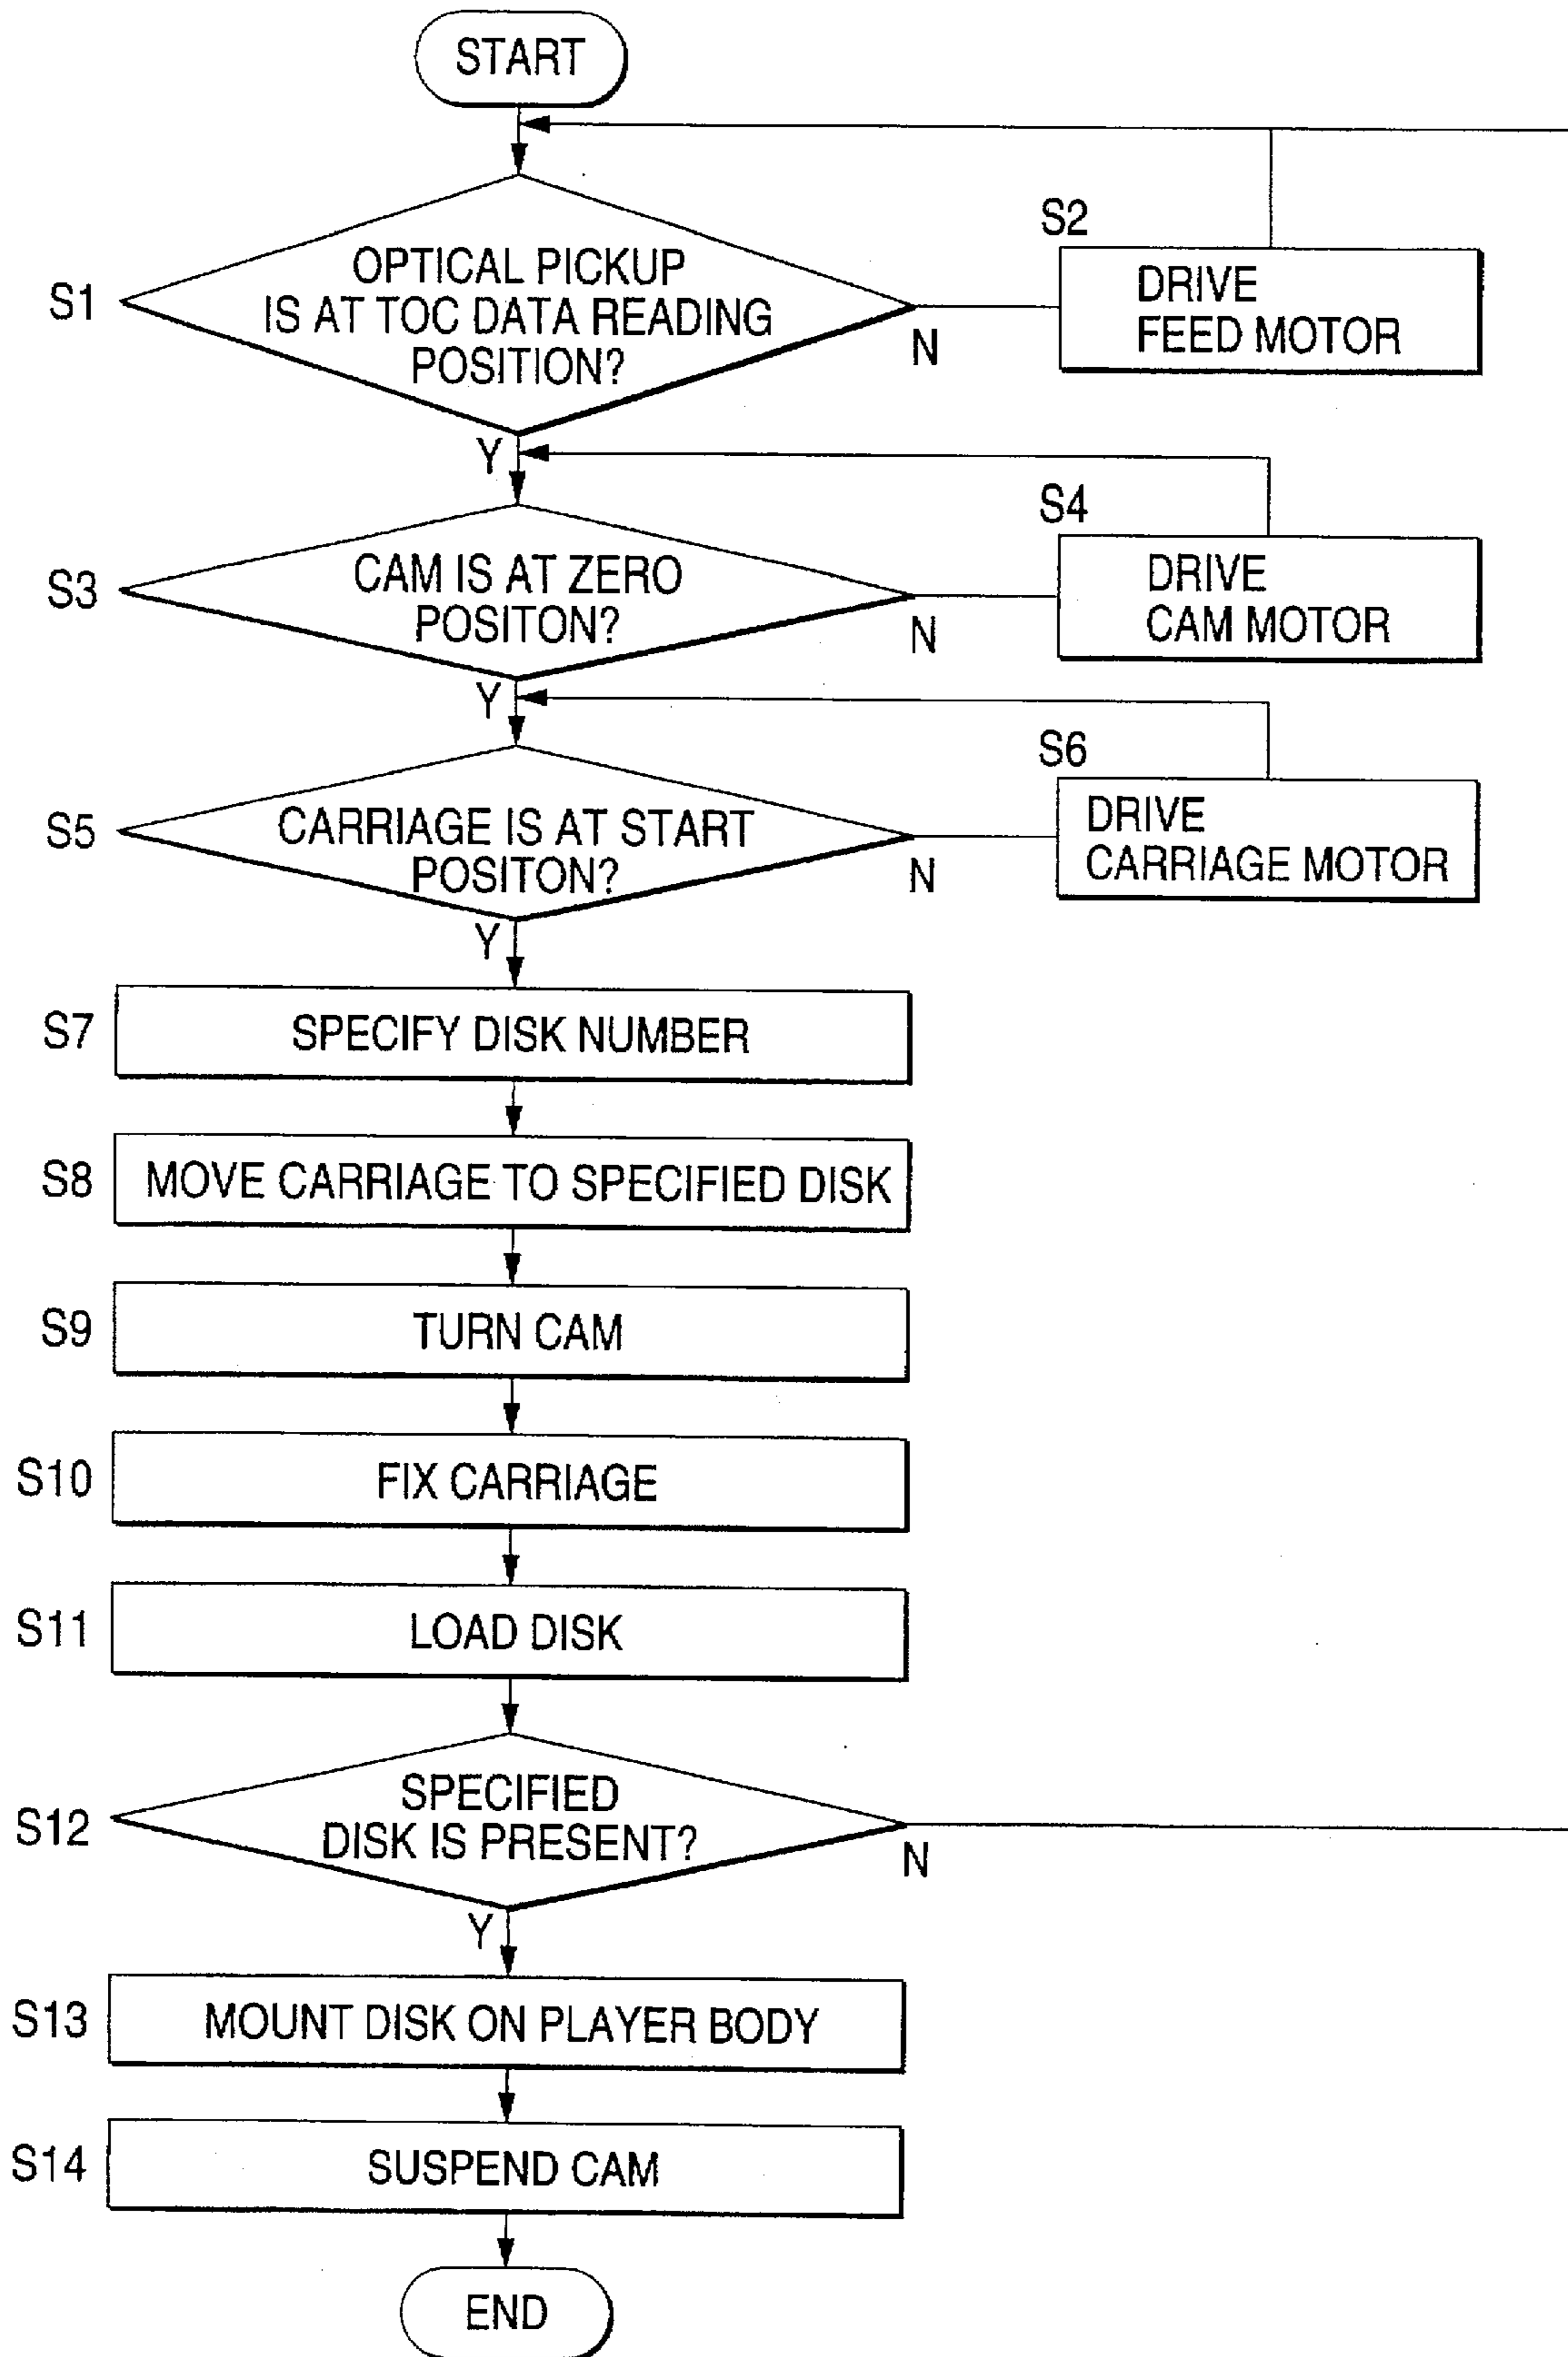 START
S1
OPTICAL PICKUP
IS AT TOC DATA READING
POSITION?
N
Y
S2
DRIVE
FEED MOTOR
S3
CAM IS AT ZERO
POSITON?
N
Y
S4
DRIVE
CAM MOTOR
S5
CARRIAGE IS AT START
POSITON?
N
Y
S6
DRIVE
CARRIAGE MOTOR
S7
SPECIFY DISK NUMBER
S8
MOVE CARRIAGE TO SPECIFIED DISK
S9
TURN CAM
S10
FIX CARRIAGE
S11
LOAD DISK
S12
SPECIFIED
DISK IS PRESENT?
N
Y
S13
MOUNT DISK ON PLAYER BODY
S14
SUSPEND CAM
END